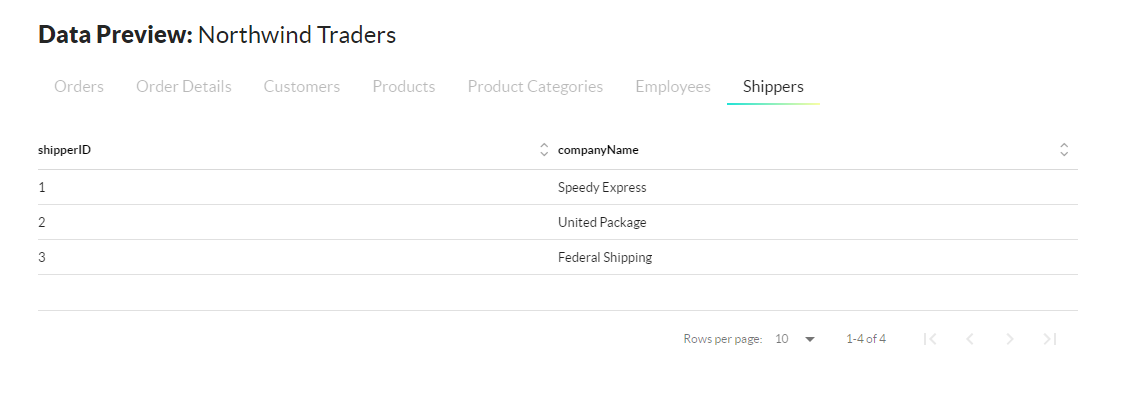 Data Preview: Northwind Traders
Orders Order Details Customers Products Product Categories Employees Shippers
shipperID companyName
1 Speedy Express
2 United Package
3 Federal Shipping
Rows per page: 10 1-4 of 4